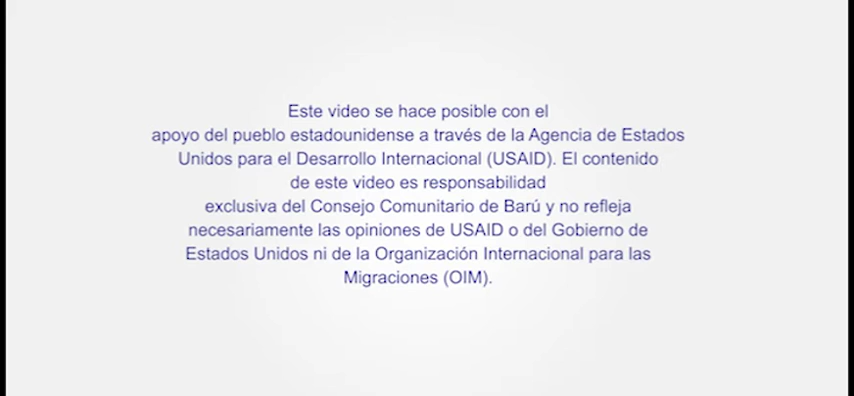 Este video se hace posible con el
apoyo del pueblo estadounidense a través de la Agencia de Estados
Unidos para el Desarrollo Internacional (USAID). El contenido
de este video es responsabilidad
exclusiva del Consejo Comunitario de Barú y no refleja
necesariamente las opiniones de USAID o del Gobierno de
Estados Unidos ni de la Organización Internacional para las
Migraciones (OIM).